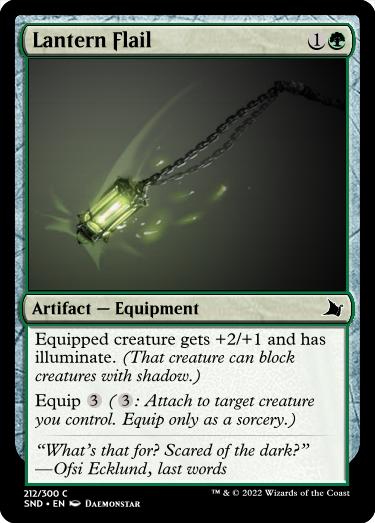 Lantern Flail 1
Artifact — Equipment
Equipped creature gets +2/+1 and has
illuminate. (That creature can block
creatures with shadow.)
Equip 3 ( 3 : Attach to target creature
you control. Equip only as a sorcery.)
“What’s that for? Scared of the dark?”
—Ofsi Ecklund, last words
212/300 C
SND • EN DAEMONSTAR
™ & © 2022 Wizards of the Coast